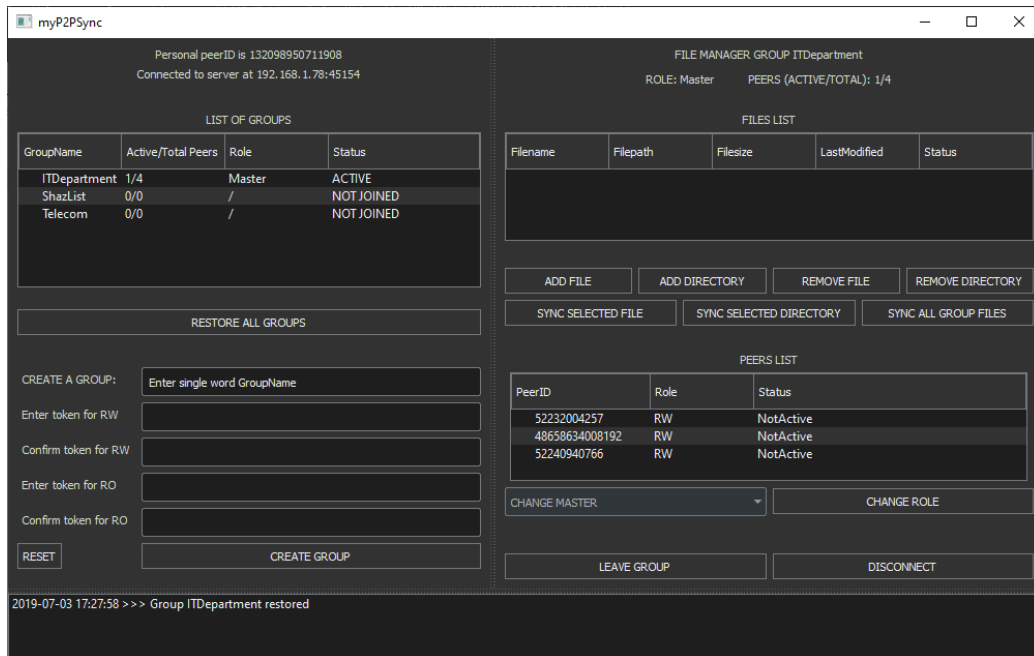 myP2PSync
Personal peerID is 132098950711908
Connected to server at 192.168.1.78:45154
LIST OF GROUPS
GroupName Active/Total Peers Role Status
ITDepartment 1/4 Master ACTIVE
ShazList 0/0 / NOT JOINED
Telecom 0/0 / NOT JOINED
RESTORE ALL GROUPS
CREATE A GROUP: Enter single word GroupName
Enter token for RW
Confirm token for RW
Enter token for RO
Confirm token for RO
RESET CREATE GROUP
FILE MANAGER GROUP ITDepartment
ROLE: Master PEERS (ACTIVE/TOTAL): 1/4
FILES LIST
Filename Filepath Filesize LastModified Status
ADD FILE ADD DIRECTORY REMOVE FILE REMOVE DIRECTORY
SYNC SELECTED FILE SYNC SELECTED DIRECTORY SYNC ALL GROUP FILES
PEERS LIST
PeerID Role Status
52232004257 RW NotActive
48658634008192 RW NotActive
52240940766 RW NotActive
CHANGE MASTER CHANGE ROLE
LEAVE GROUP DISCONNECT
2019-07-03 17:27:58 >>> Group ITDepartment restored